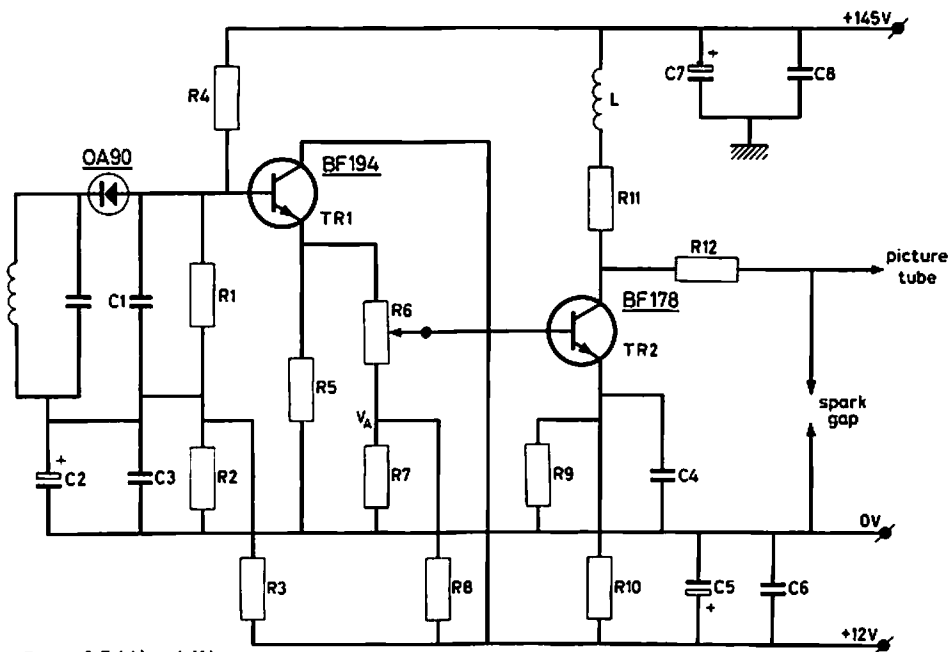 +145V
C7
+
C8
R4
L
OA90
BF194
TR1
R11
R12
picture
tube
C1
R1
R6
BF178
TR2
R5
VA
spark
gap
C2
+
C3
R2
R7
R9
C4
0V
R3
R8
R10
C5
+
C6
+12V